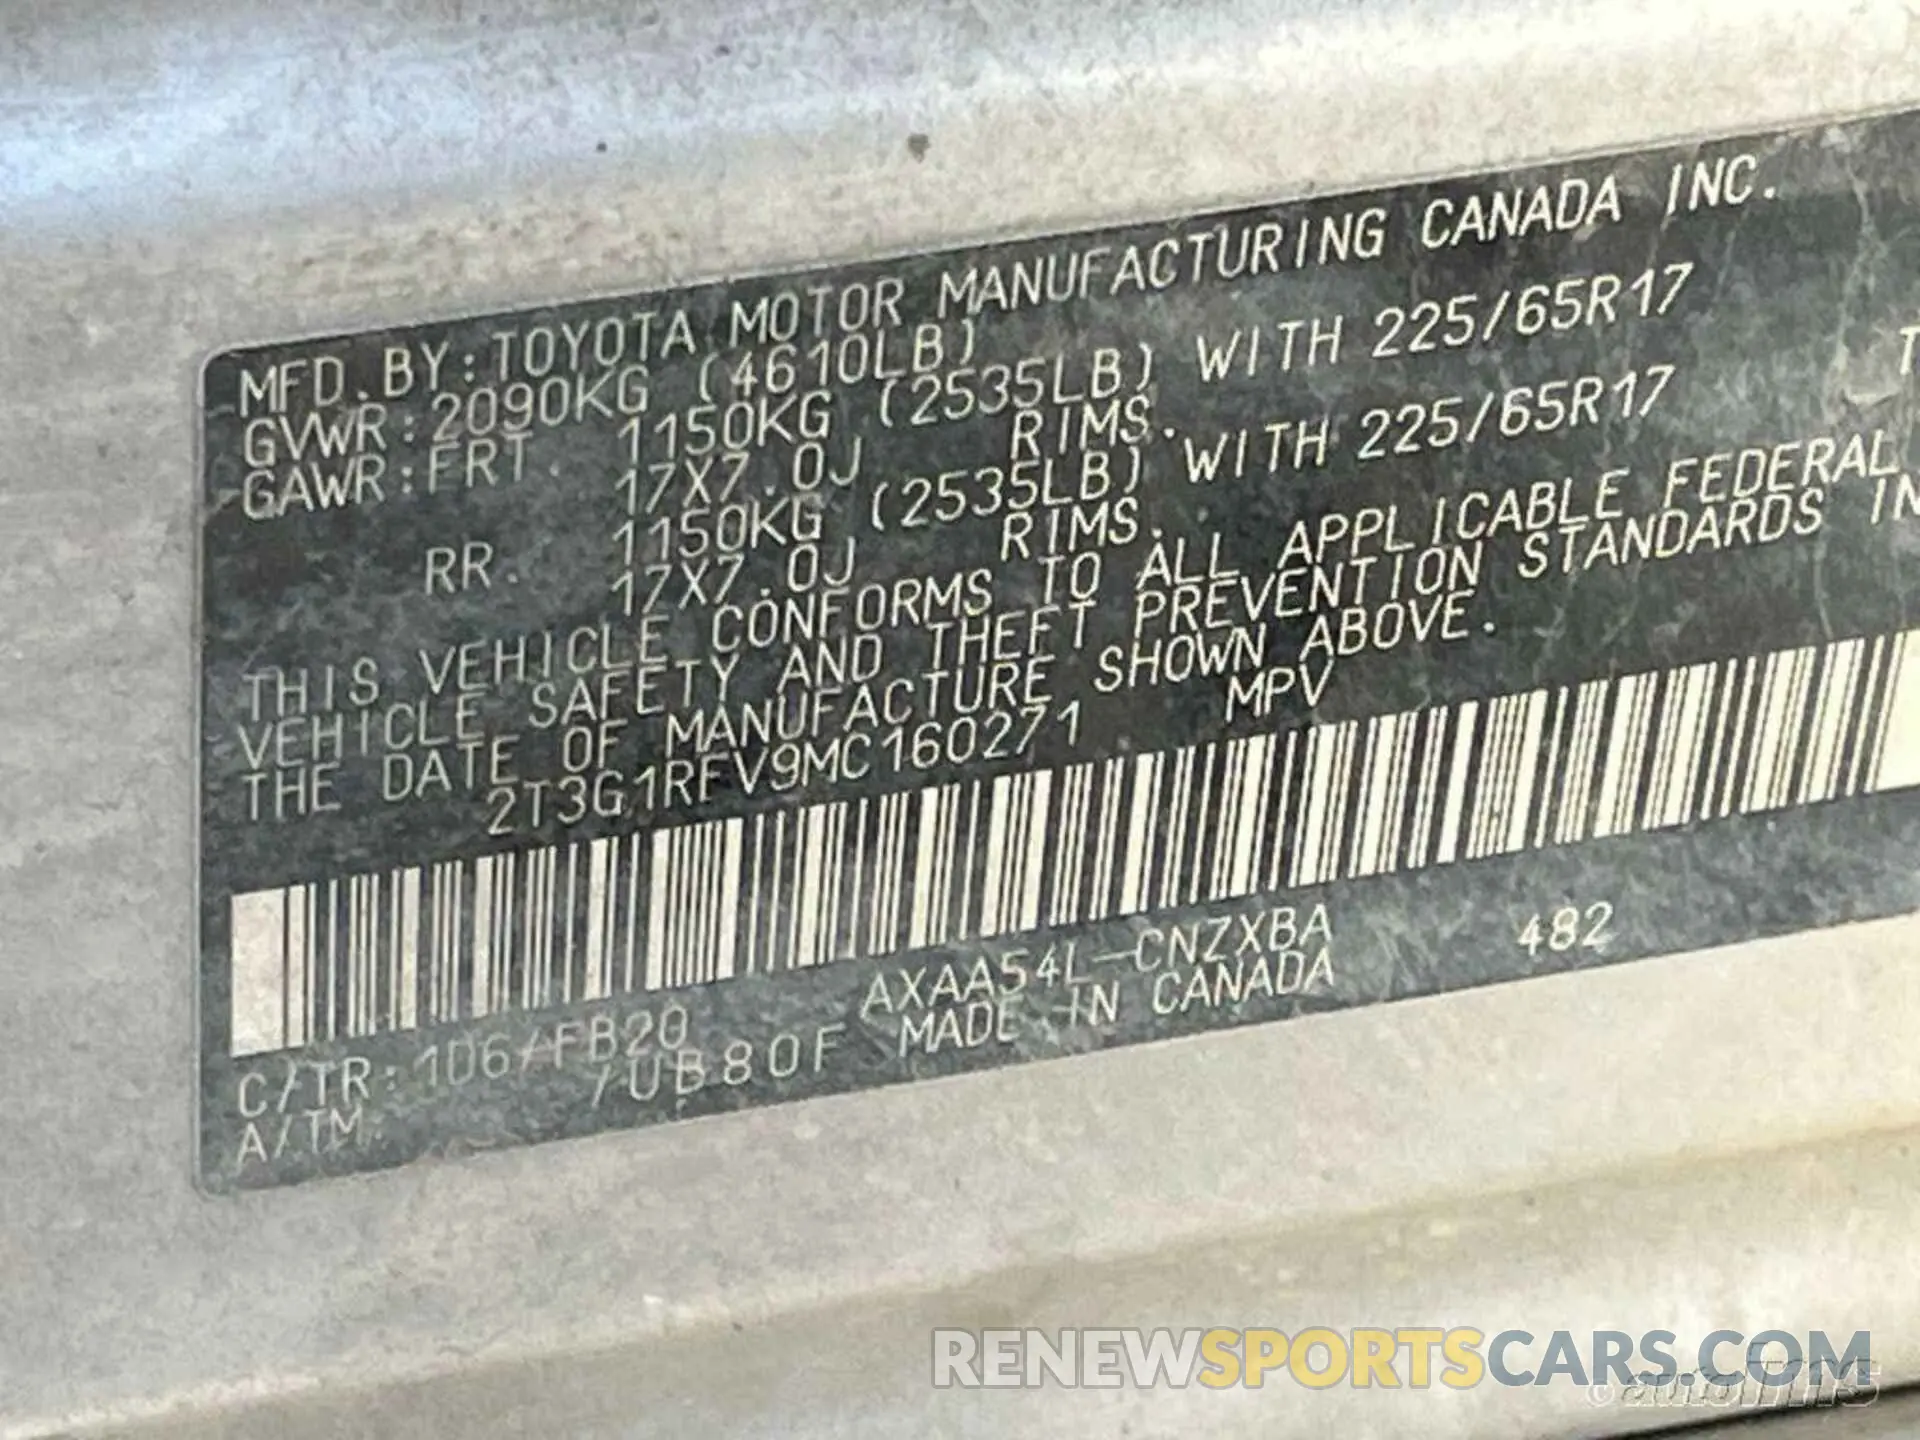 MFD.BY:TOYOTA MOTOR MANUFACTURING CANADA INC.
GVWR:2090KG (4610LB)
GAWR:FRT. 1150KG (2535LB) WITH 225/65R17
17X7.0J RIMS.
RR. 1150KG (2535LB) WITH 225/65R17
17X7.0J RIMS.
THIS VEHICLE CONFORMS TO ALL APPLICABLE FEDERAL
VEHICLE SAFETY AND THEFT PREVENTION STANDARDS IN
THE DATE OF MANUFACTURE SHOWN ABOVE.
2T3G1RFV9MC160271 MPV
C/TR:1D6/FB20 AXAA54L-CNZXBA 482
A/TM: /UB80F MADE IN CANADA
RENEWSPORTSCARS.COM